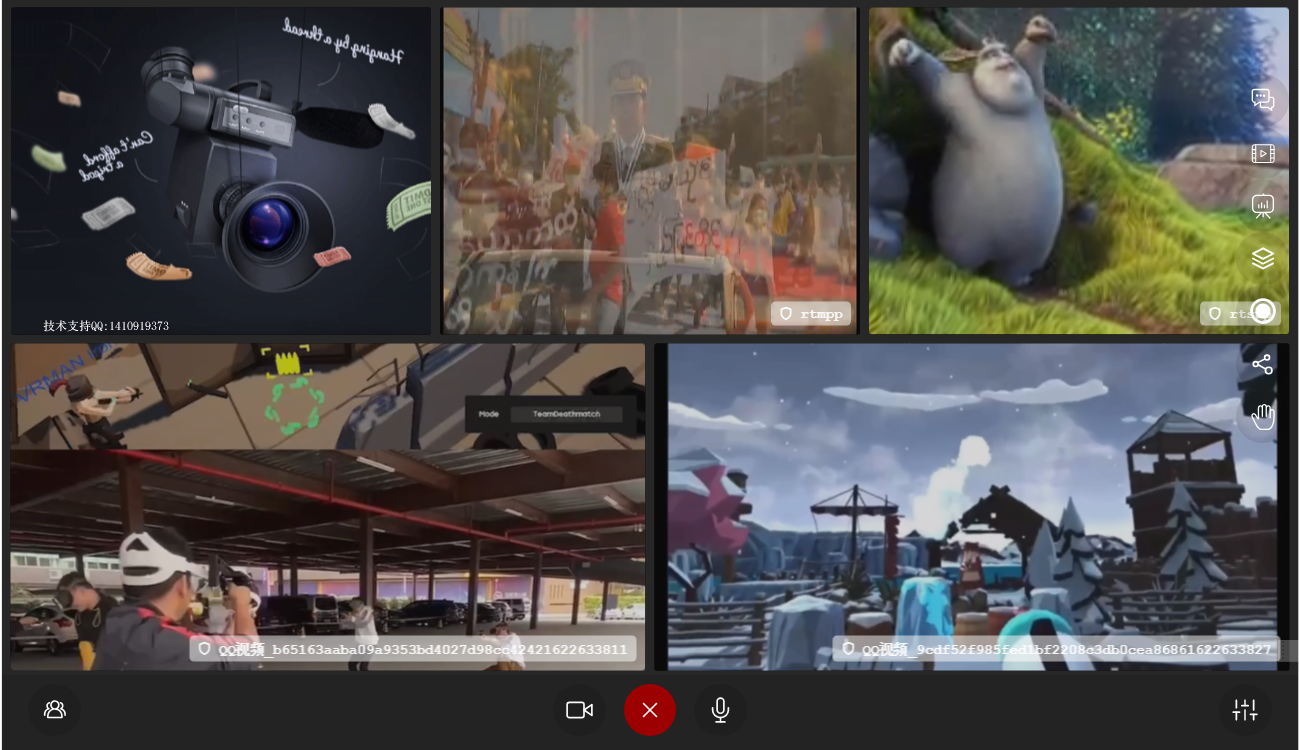 Hanging by a thread
Can't afford
a tripod
ADMIT
ONE
技术支持QQ:1410919373
rtmpp
VRMAN
Mode
TeamDeathmatch
QQ视频_b65163aaba09a9353bd4027d98cc42421622633811
QQ视频_9cdf52f985fed1bf2208c3db0cea86861622633827